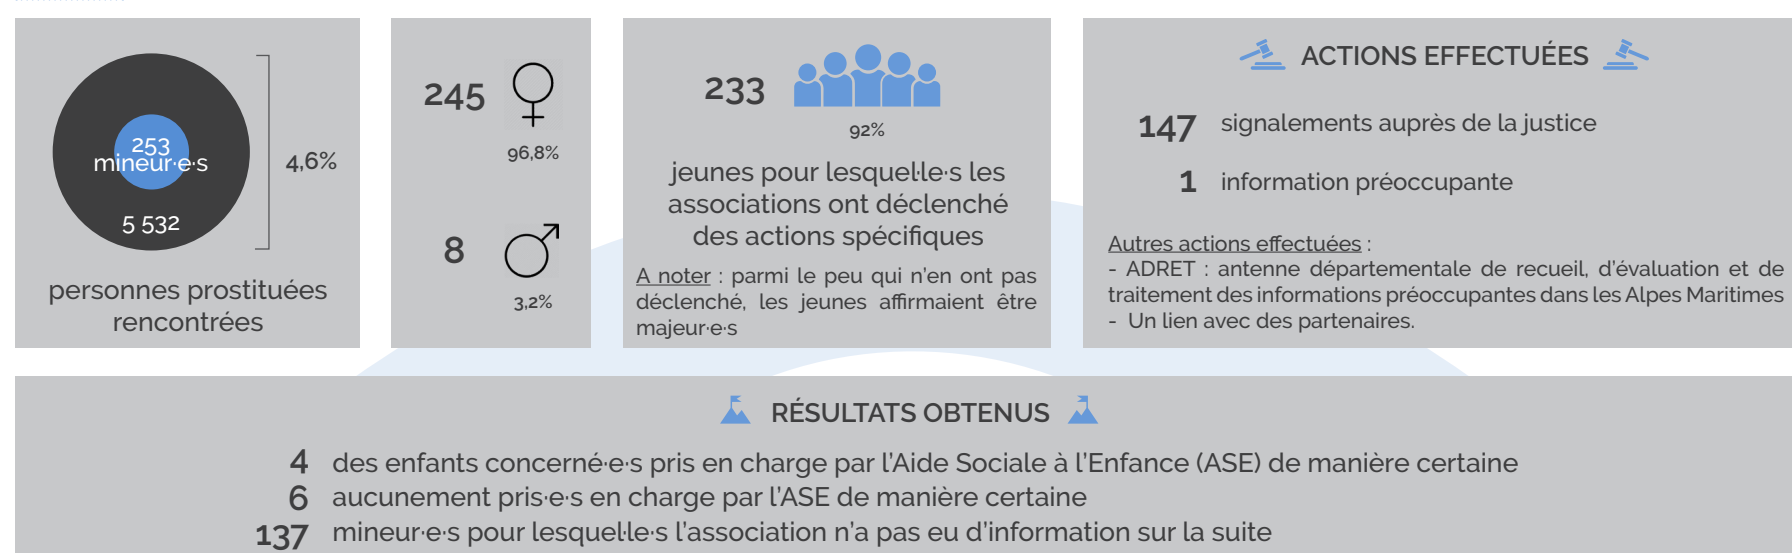 253
mineur·e·s
5 532
4,6%
personnes prostituées
rencontrées
245
96,8%
8
3,2%
233
92%
jeunes pour lesquel·le·s les
associations ont déclenché
des actions spécifiques
A noter : parmi le peu qui n'en ont pas
déclenché, les jeunes affirmaient être
majeur·e·s
ACTIONS EFFECTUÉES
147 signalements auprès de la justice
1 information préoccupante
Autres actions effectuées :
- ADRET : antenne départementale de recueil, d'évaluation et de
traitement des informations préoccupantes dans les Alpes Maritimes
- Un lien avec des partenaires.
RÉSULTATS OBTENUS
4 des enfants concerné·e·s pris en charge par l'Aide Sociale à l'Enfance (ASE) de manière certaine
6 aucunement pris·e·s en charge par l'ASE de manière certaine
137 mineur·e·s pour lesquel·le·s l'association n'a pas eu d'information sur la suite